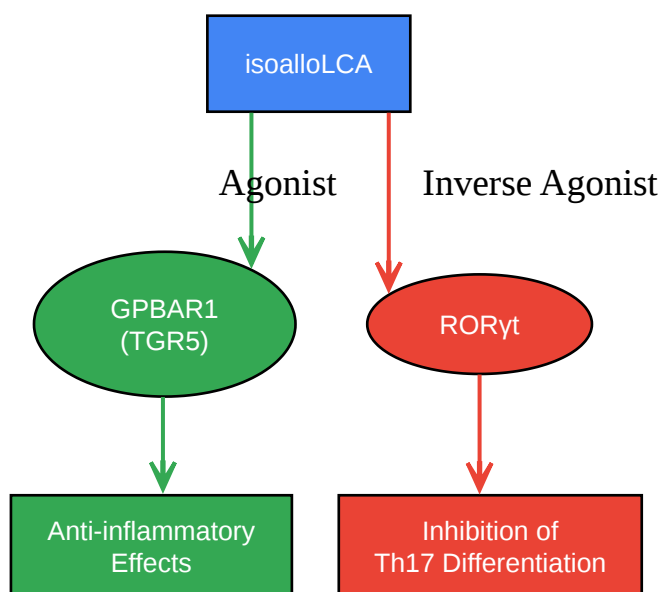 isoalloLCA
Agonist
Inverse Agonist
GPBAR1
(TGR5)
RORγt
Anti-inflammatory
Effects
Inhibition of
Th17 Differentiation